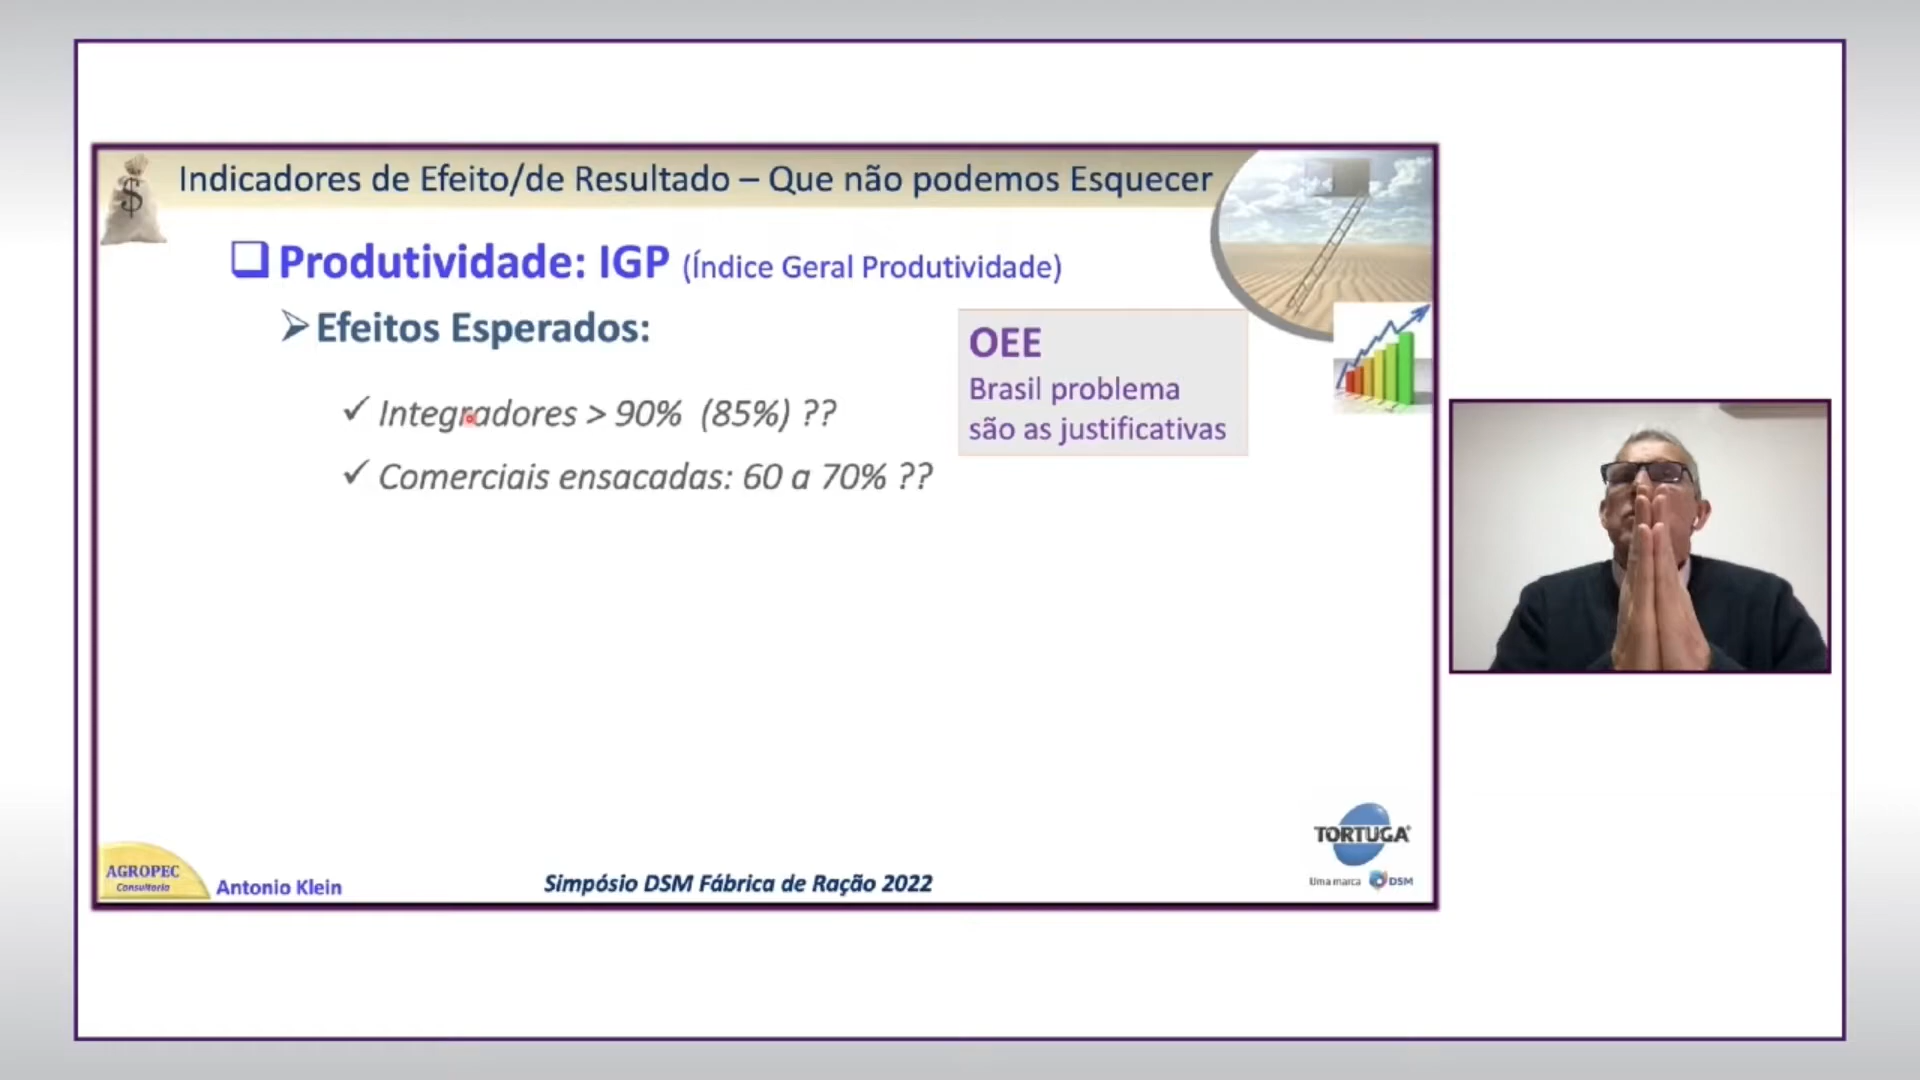 $
Indicadores de Efeito/de Resultado – Que não podemos Esquecer
❑ Produtividade: IGP (Índice Geral Produtividade)
➢ Efeitos Esperados:
OEE
Brasil problema
são as justificativas
✓ Integradores > 90% (85%) ??
✓ Comerciais ensacadas: 60 a 70% ??
TORTUGA®
Uma marca DSM
AGROPEC
Consultoria
Antonio Klein
Simpósio DSM Fábrica de Ração 2022